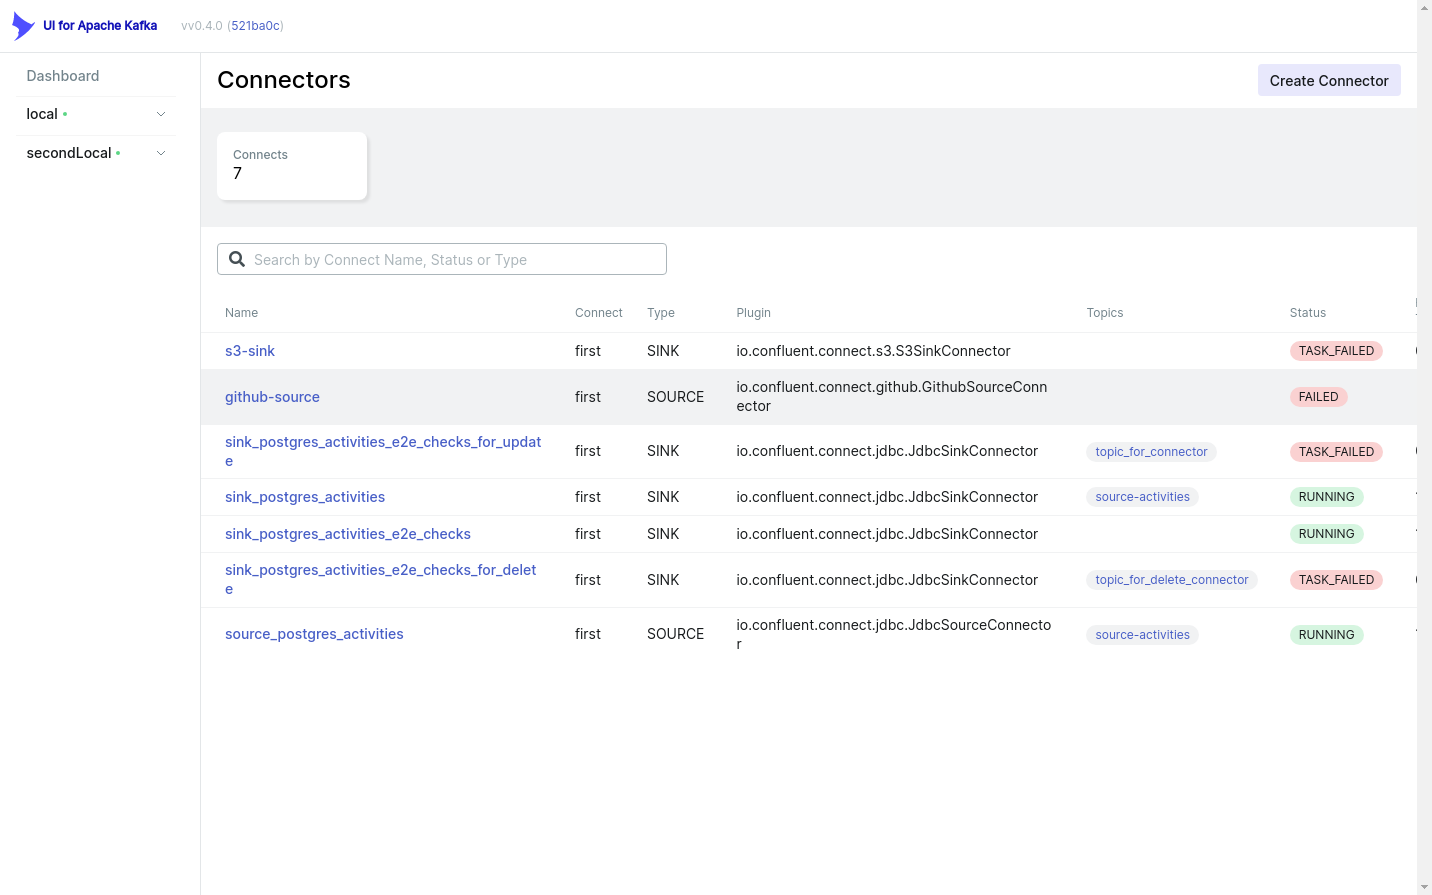 UI for Apache Kafka vv0.4.0 (521ba0c)
Dashboard
local
secondLocal
Connectors
Create Connector
Connects
7
Search by Connect Name, Status or Type
Name Connect Type Plugin Topics Status
s3-sink first SINK io.confluent.connect.s3.S3SinkConnector TASK_FAILED
github-source first SOURCE io.confluent.connect.github.GithubSourceConn
ector FAILED
sink_postgres_activities_e2e_checks_for_updat
e first SINK io.confluent.connect.jdbc.JdbcSinkConnector topic_for_connector TASK_FAILED
sink_postgres_activities first SINK io.confluent.connect.jdbc.JdbcSinkConnector source-activities RUNNING
sink_postgres_activities_e2e_checks first SINK io.confluent.connect.jdbc.JdbcSinkConnector RUNNING
sink_postgres_activities_e2e_checks_for_delet
e first SINK io.confluent.connect.jdbc.JdbcSinkConnector topic_for_delete_connector TASK_FAILED
source_postgres_activities first SOURCE io.confluent.connect.jdbc.JdbcSourceConnecto
r source-activities RUNNING